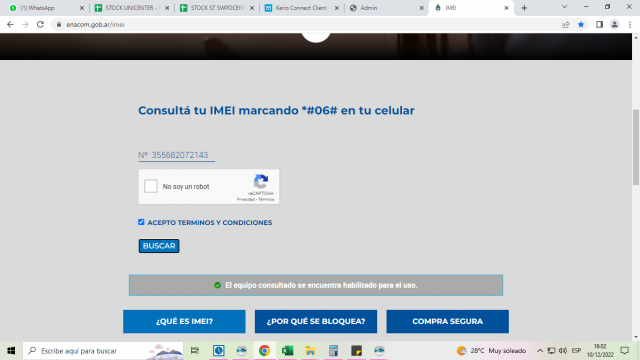 (1) WhatsApp
STOCK UNICENTER -
STOCK ST SWPOCENT
Kerio Connect Client -
Admin
IMEI
enacom.gob.ar/imei
Consultá tu IMEI marcando *#06# en tu celular
Nº 355682072143
No soy un robot
reCAPTCHA
Privacidad - Términos
ACEPTO TERMINOS Y CONDICIONES
BUSCAR
El equipo consultado se encuentra habilitado para el uso.
¿QUÉ ES IMEI?
¿POR QUÉ SE BLOQUEA?
COMPRA SEGURA
Escribe aquí para buscar
28°C Muy soleado
ESP
18:02
10/12/2022